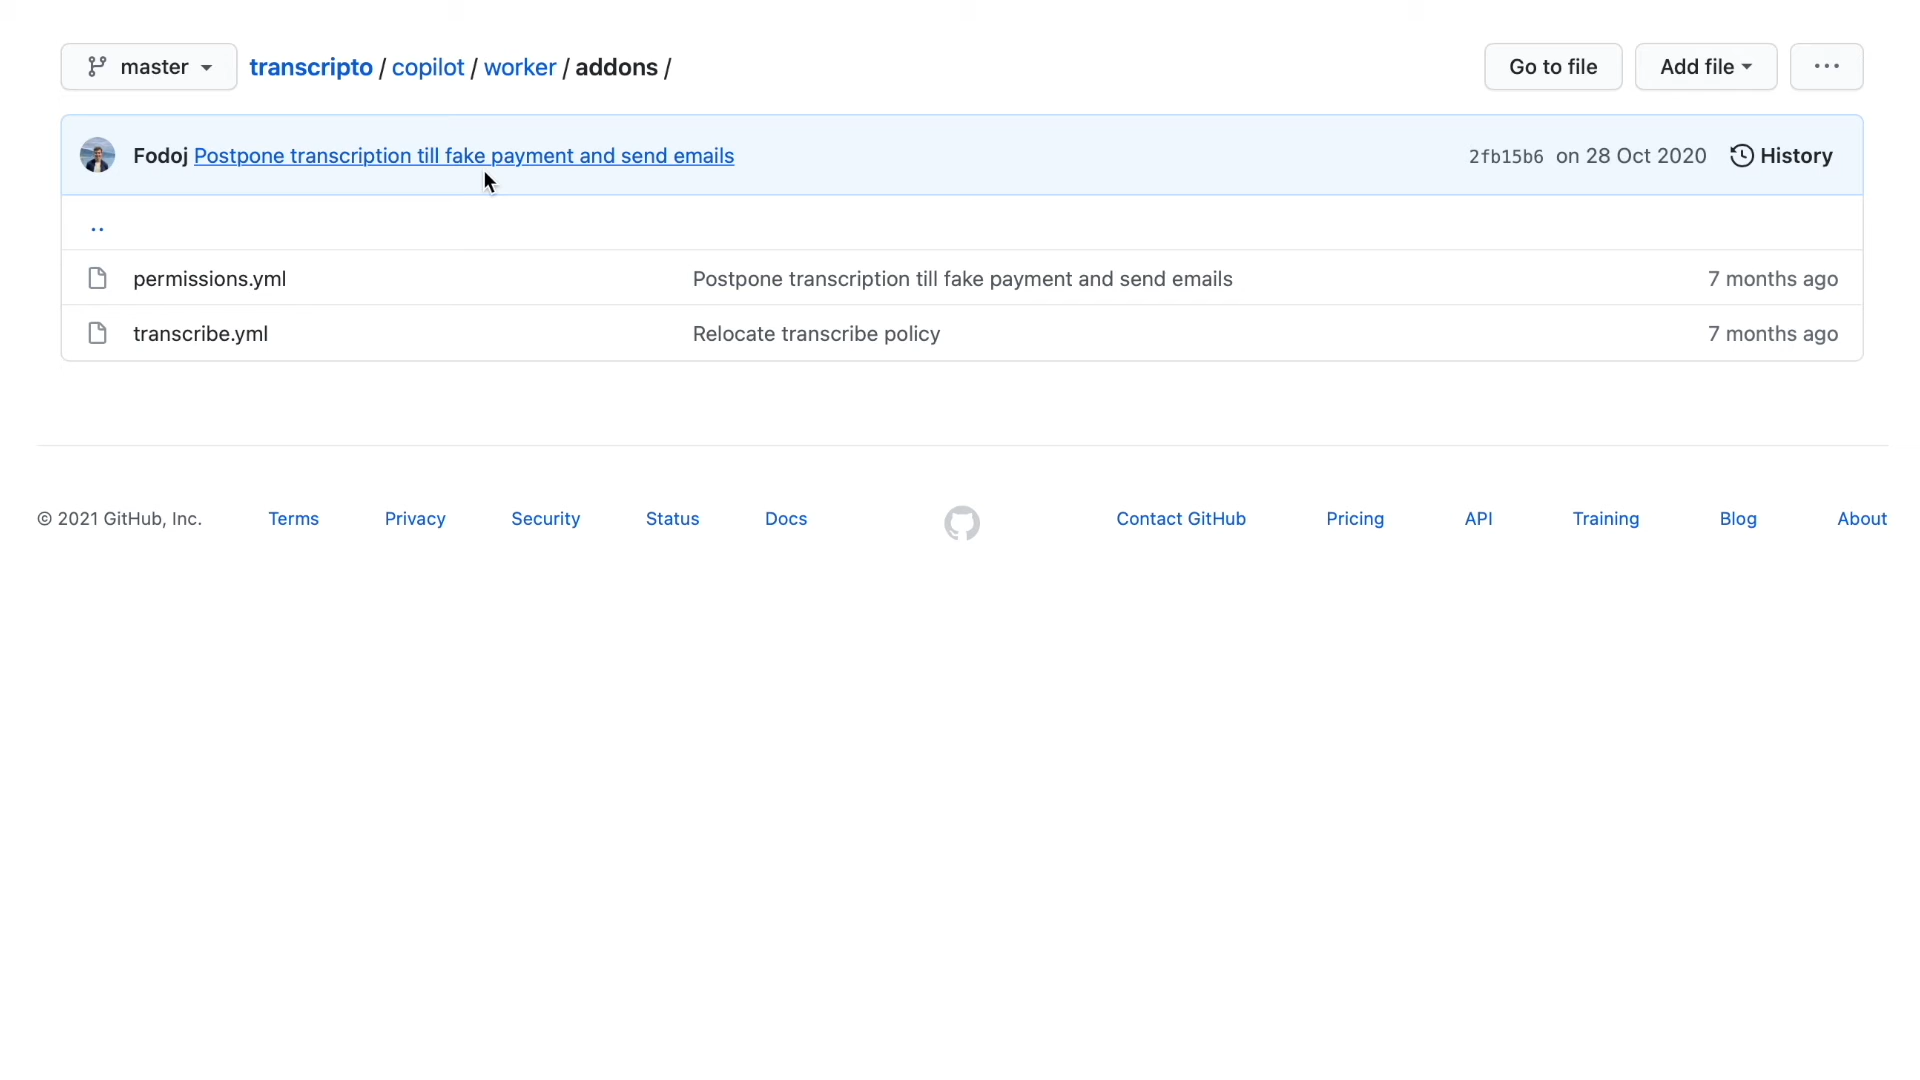 master transcripto / copilot / worker / addons / Go to file Add file ...
Fodoj Postpone transcription till fake payment and send emails 2fb15b6 on 28 Oct 2020 History
..
permissions.yml Postpone transcription till fake payment and send emails 7 months ago
transcribe.yml Relocate transcribe policy 7 months ago
© 2021 GitHub, Inc. Terms Privacy Security Status Docs Contact GitHub Pricing API Training Blog About